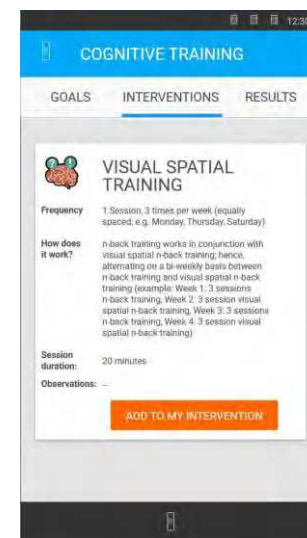 12:30
COGNITIVE TRAINING
GOALS INTERVENTIONS RESULTS
VISUAL SPATIAL
TRAINING
Frequency 1 Session, 3 times per week (equally
spaced; e.g. Monday, Thursday, Saturday)
How does it work? n-back training works in conjunction with
visual spatial n-back training; hence,
alternating on a bi-weekly basis between
n-back training and visual spatial n-back
training (example: Week 1: 3 sessions
n-back training, Week 2: 3 session visual
spatial n-back training, Week 3: 3 sessions
n-back training, Week 4: 3 session visual
spatial n-back training)
Session duration: 20 minutes
Observations: --
ADD TO MY INTERVENTION